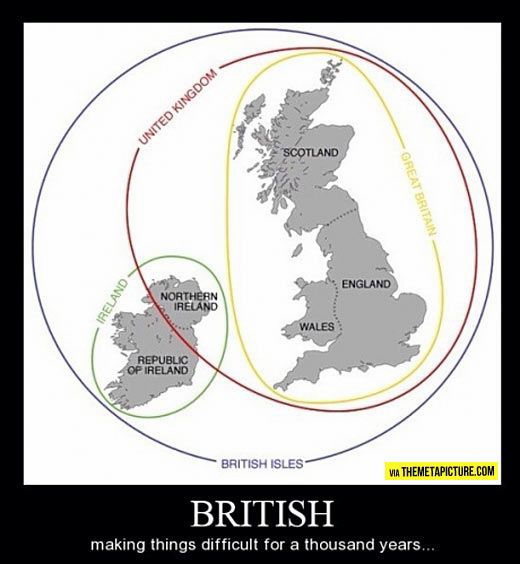 UNITED KINGDOM
SCOTLAND
GREAT BRITAIN
IRELAND
NORTHERN
IRELAND
ENGLAND
WALES
REPUBLIC
OF IRELAND
BRITISH ISLES
VIA THEMETAPICTURE.COM
BRITISH
making things difficult for a thousand years...